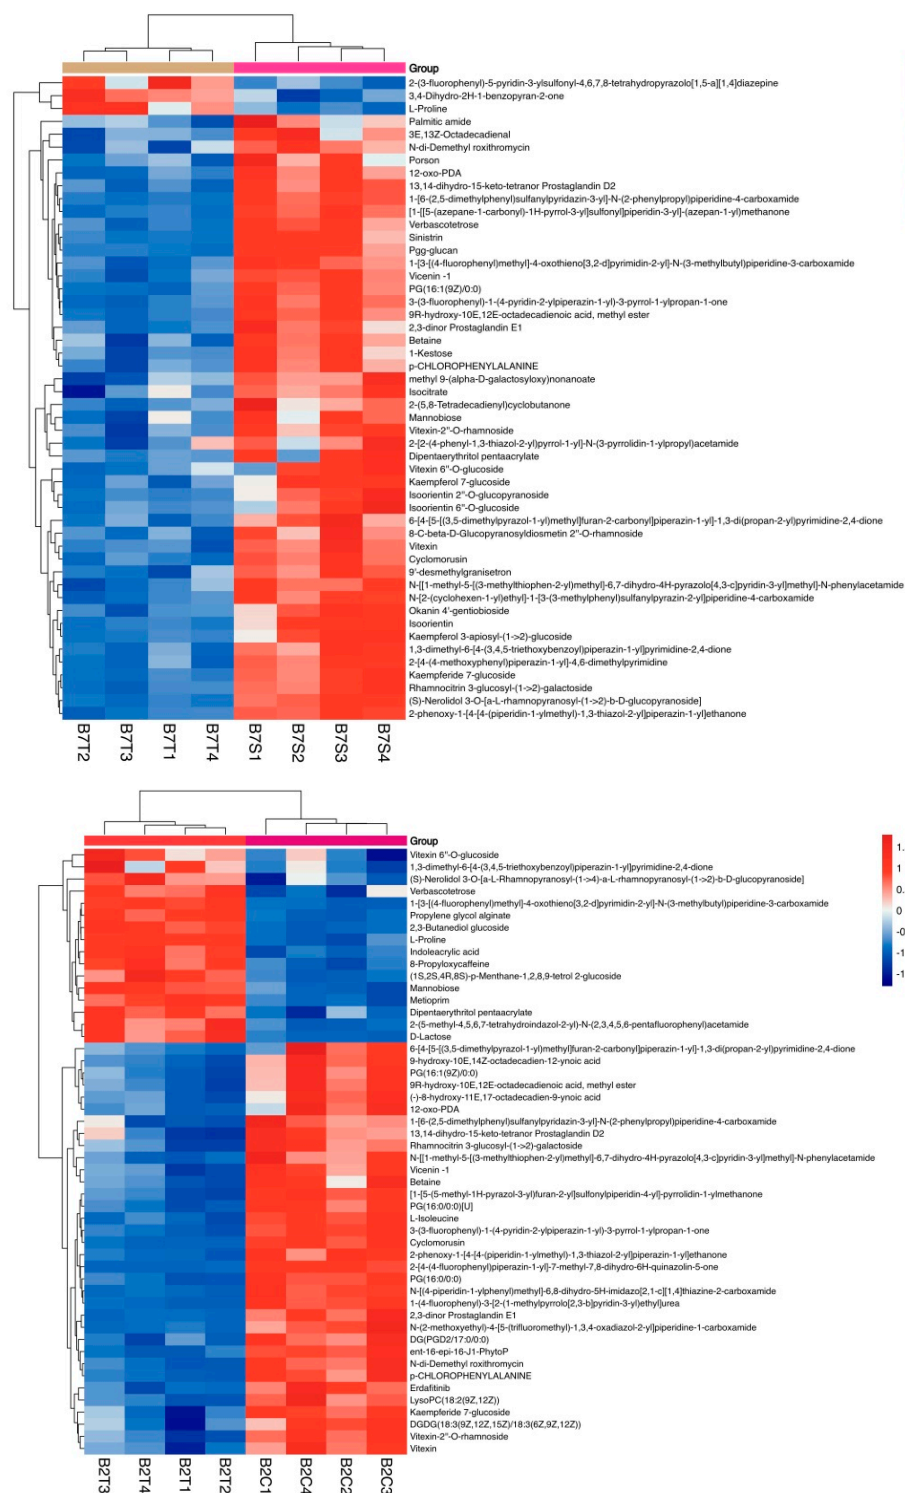 Group
2-(3-fluorophenyl)-5-pyridin-3-ylsulfonyl-4,6,7,8-tetrahydropyrazolo[1,5-a][1,4]diazepine
3,4-Dihydro-2H-1-benzopyran-2-one
L-Proline
Palmitic amide
3E,13Z-Octadecadienal
N-di-Demethyl roxithromycin
Porson
12-oxo-PDA
13,14-dihydro-15-keto-tetranor Prostaglandin D2
1-[6-(2,5-dimethylphenyl)sulfanylpyridazin-3-yl]-N-(2-phenylpropyl)piperidine-4-carboxamide
[1-[[5-(azepane-1-carbonyl)-1H-pyrrol-3-yl]sulfonyl]piperidin-3-yl]-(azepan-1-yl)methanone
Verbascotetrose
Sinistrin
Pgg-glucan
1-[3-[(4-fluorophenyl)methyl]-4-oxothieno[3,2-d]pyrimidin-2-yl]-N-(3-methylbutyl)piperidine-3-carboxamide
Vicenin -1
PG(16:1(9Z)/0:0)
3-(3-fluorophenyl)-1-(4-pyridin-2-ylpiperazin-1-yl)-3-pyrrol-1-ylpropan-1-one
9R-hydroxy-10E,12E-octadecadienoic acid, methyl ester
2,3-dinor Prostaglandin E1
Betaine
1-Kestose
p-CHLOROPHENYLALANINE
methyl 9-(alpha-D-galactosyloxy)nonanoate
Isocitrate
2-(5,8-Tetradecadienyl)cyclobutanone
Mannobiose
Vitexin-2"-O-rhamnoside
2-[2-(4-phenyl-1,3-thiazol-2-yl)pyrrol-1-yl]-N-(3-pyrrolidin-1-ylpropyl)acetamide
Dipentaerythritol pentaacrylate
Vitexin 6"-O-glucoside
Kaempferol 7-glucoside
Isoorientin 2"-O-glucopyranoside
Isoorientin 6"-O-glucoside
6-[4-[5-[(3,5-dimethylpyrazol-1-yl)methyl]furan-2-carbonyl]piperazin-1-yl]-1,3-di(propan-2-yl)pyrimidine-2,4-dione
8-C-beta-D-Glucopyranosyldiosmetin 2"-O-rhamnoside
Vitexin
Cyclomorusin
9'-desmethylgranisetron
N-[[1-methyl-5-[(3-methylthiophen-2-yl)methyl]-6,7-dihydro-4H-pyrazolo[4,3-c]pyridin-3-yl]methyl]-N-phenylacetamide
N-[2-(cyclohexen-1-yl)ethyl]-1-[3-(3-methylphenyl)sulfanylpyrazin-2-yl]piperidine-4-carboxamide
Okanin 4'-gentiobioside
Isoorientin
Kaempferol 3-apiosyl-(1->2)-glucoside
1,3-dimethyl-6-[4-(3,4,5-triethoxybenzoyl)piperazin-1-yl]pyrimidine-2,4-dione
2-[4-(4-methoxyphenyl)piperazin-1-yl]-4,6-dimethylpyrimidine
Kaempferide 7-glucoside
Rhamnocitrin 3-glucosyl-(1->2)-galactoside
(S)-Nerolidol 3-O-[a-L-rhamnopyranosyl-(1->2)-b-D-glucopyranoside]
2-phenoxy-1-[4-[4-(piperidin-1-ylmethyl)-1,3-thiazol-2-yl]piperazin-1-yl]ethanone
B7T2 B7T3 B7T1 B7T4 B7S1 B7S2 B7S3 B7S4
Group
Vitexin 6"-O-glucoside
1,3-dimethyl-6-[4-(3,4,5-triethoxybenzoyl)piperazin-1-yl]pyrimidine-2,4-dione
(S)-Nerolidol 3-O-[a-L-Rhamnopyranosyl-(1->4)-a-L-rhamnopyranosyl-(1->2)-b-D-glucopyranoside]
Verbascotetrose
1-[3-[(4-fluorophenyl)methyl]-4-oxothieno[3,2-d]pyrimidin-2-yl]-N-(3-methylbutyl)piperidine-3-carboxamide
Propylene glycol alginate
2,3-Butanediol glucoside
L-Proline
Indoleacrylic acid
8-Propyloxycaffeine
(1S,2S,4R,8S)-p-Menthane-1,2,8,9-tetrol 2-glucoside
Mannobiose
Metioprim
Dipentaerythritol pentaacrylate
2-(5-methyl-4,5,6,7-tetrahydroindazol-2-yl)-N-(2,3,4,5,6-pentafluorophenyl)acetamide
D-Lactose
6-[4-[5-[(3,5-dimethylpyrazol-1-yl)methyl]furan-2-carbonyl]piperazin-1-yl]-1,3-di(propan-2-yl)pyrimidine-2,4-dione
9-hydroxy-10E,14Z-octadecadien-12-ynoic acid
PG(16:1(9Z)/0:0)
9R-hydroxy-10E,12E-octadecadienoic acid, methyl ester
(-)-8-hydroxy-11E,17-octadecadien-9-ynoic acid
12-oxo-PDA
1-[6-(2,5-dimethylphenyl)sulfanylpyridazin-3-yl]-N-(2-phenylpropyl)piperidine-4-carboxamide
13,14-dihydro-15-keto-tetranor Prostaglandin D2
Rhamnocitrin 3-glucosyl-(1->2)-galactoside
N-[[1-methyl-5-[(3-methylthiophen-2-yl)methyl]-6,7-dihydro-4H-pyrazolo[4,3-c]pyridin-3-yl]methyl]-N-phenylacetamide
Vicenin -1
Betaine
[1-[5-(5-methyl-1H-pyrazol-3-yl)furan-2-yl]sulfonylpiperidin-4-yl]-pyrrolidin-1-ylmethanone
PG(16:0/0:0)[U]
L-Isoleucine
3-(3-fluorophenyl)-1-(4-pyridin-2-ylpiperazin-1-yl)-3-pyrrol-1-ylpropan-1-one
Cyclomorusin
2-phenoxy-1-[4-[4-(piperidin-1-ylmethyl)-1,3-thiazol-2-yl]piperazin-1-yl]ethanone
2-[4-(4-fluorophenyl)piperazin-1-yl]-7-methyl-7,8-dihydro-6H-quinazolin-5-one
PG(16:0/0:0)
N-[(4-piperidin-1-ylphenyl)methyl]-6,8-dihydro-5H-imidazo[2,1-c][1,4]thiazine-2-carboxamide
1-(4-fluorophenyl)-3-[2-(1-methylpyrrolo[2,3-b]pyridin-3-yl)ethyl]urea
2,3-dinor Prostaglandin E1
N-(2-methoxyethyl)-4-[5-(trifluoromethyl)-1,3,4-oxadiazol-2-yl]piperidine-1-carboxamide
DG(PGD2/17:0/0:0)
ent-16-epi-16-J1-PhytoP
N-di-Demethyl roxithromycin
p-CHLOROPHENYLALANINE
Erdafitinib
LysoPC(18:2(9Z,12Z))
Kaempferide 7-glucoside
DGDG(18:3(9Z,12Z,15Z)/18:3(6Z,9Z,12Z))
Vitexin-2"-O-rhamnoside
Vitexin
B2T3 B2T4 B2T1 B2T2 B2C1 B2C4 B2C2 B2C3
1.
1
0.
0
-0
-1
-1